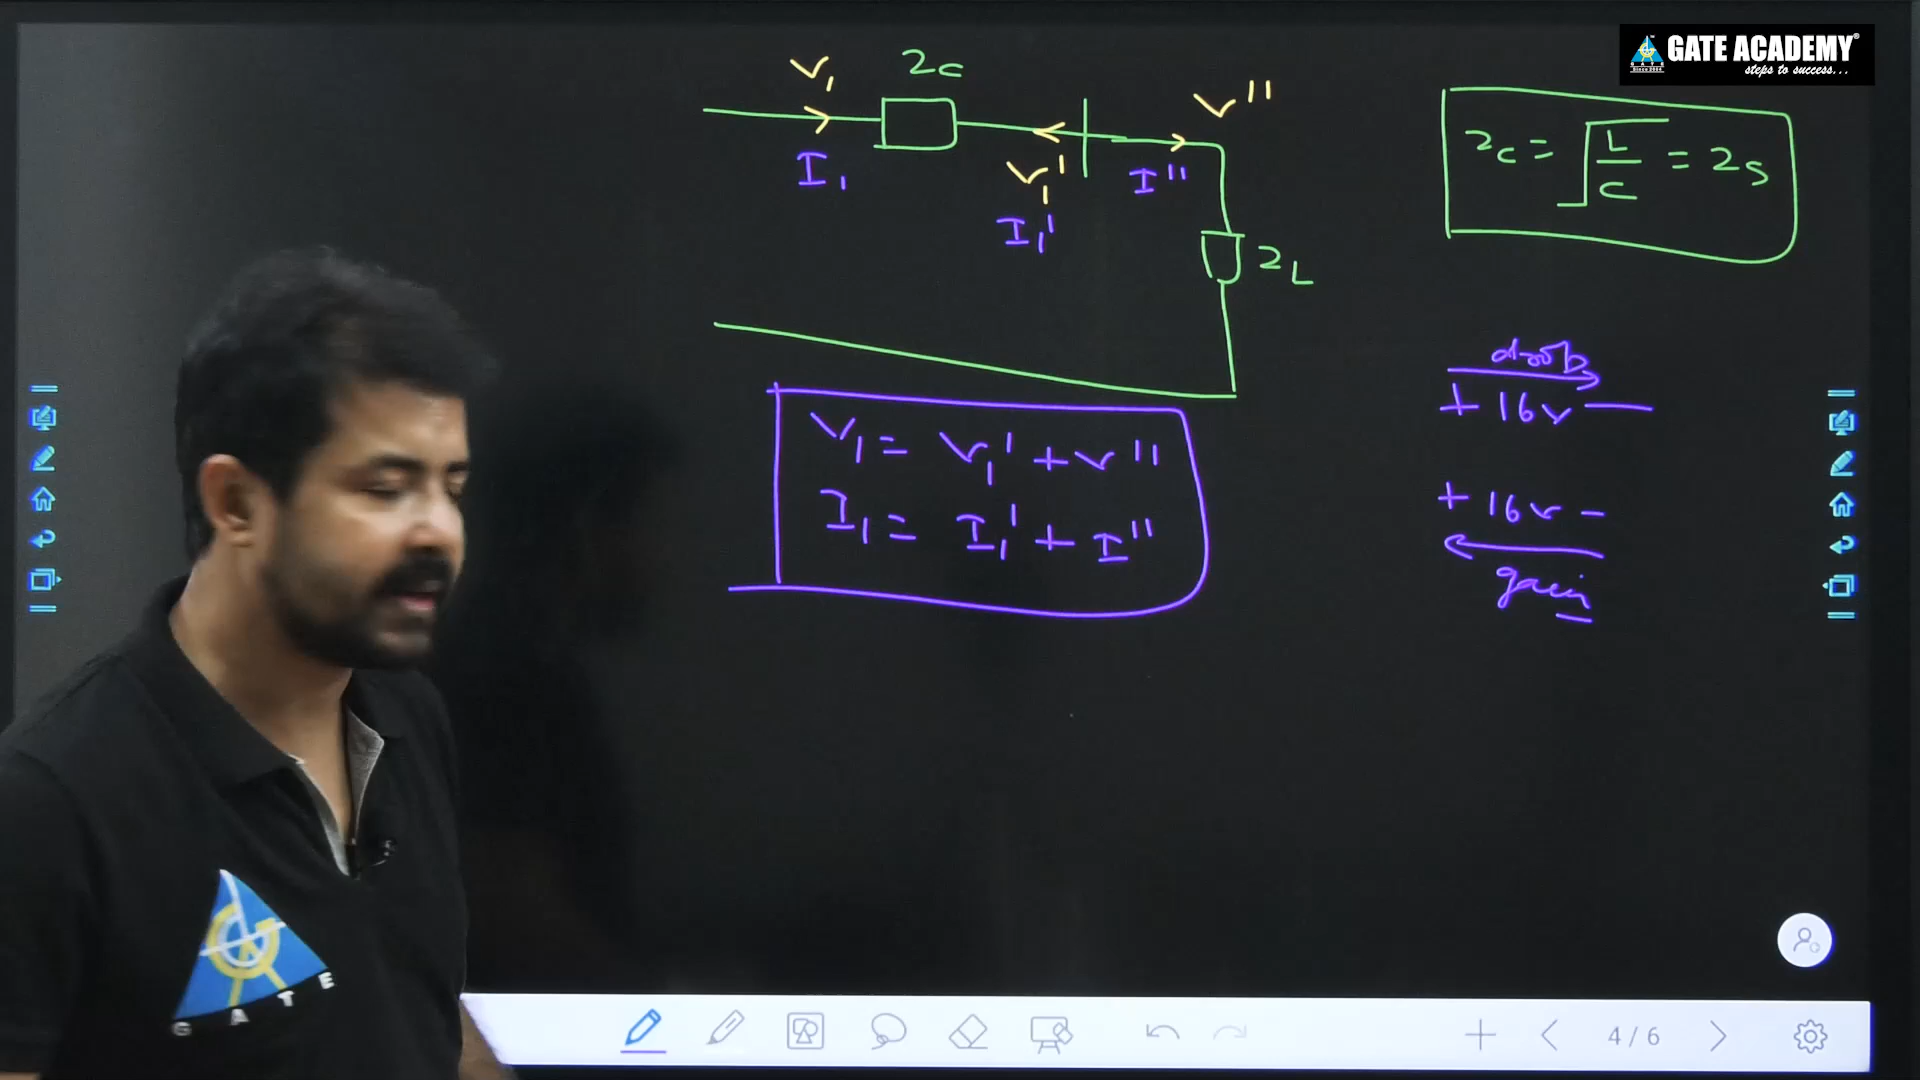 GATE ACADEMY
steps to success...
V1 Zc V''
I1 V1' I''
I1'
ZL
Zc = √(L/C) = Zs
drop
+ 16V —
+ 16V -
gain
V1 = V1' + V''
I1 = I1' + I''
GATE
4 / 6